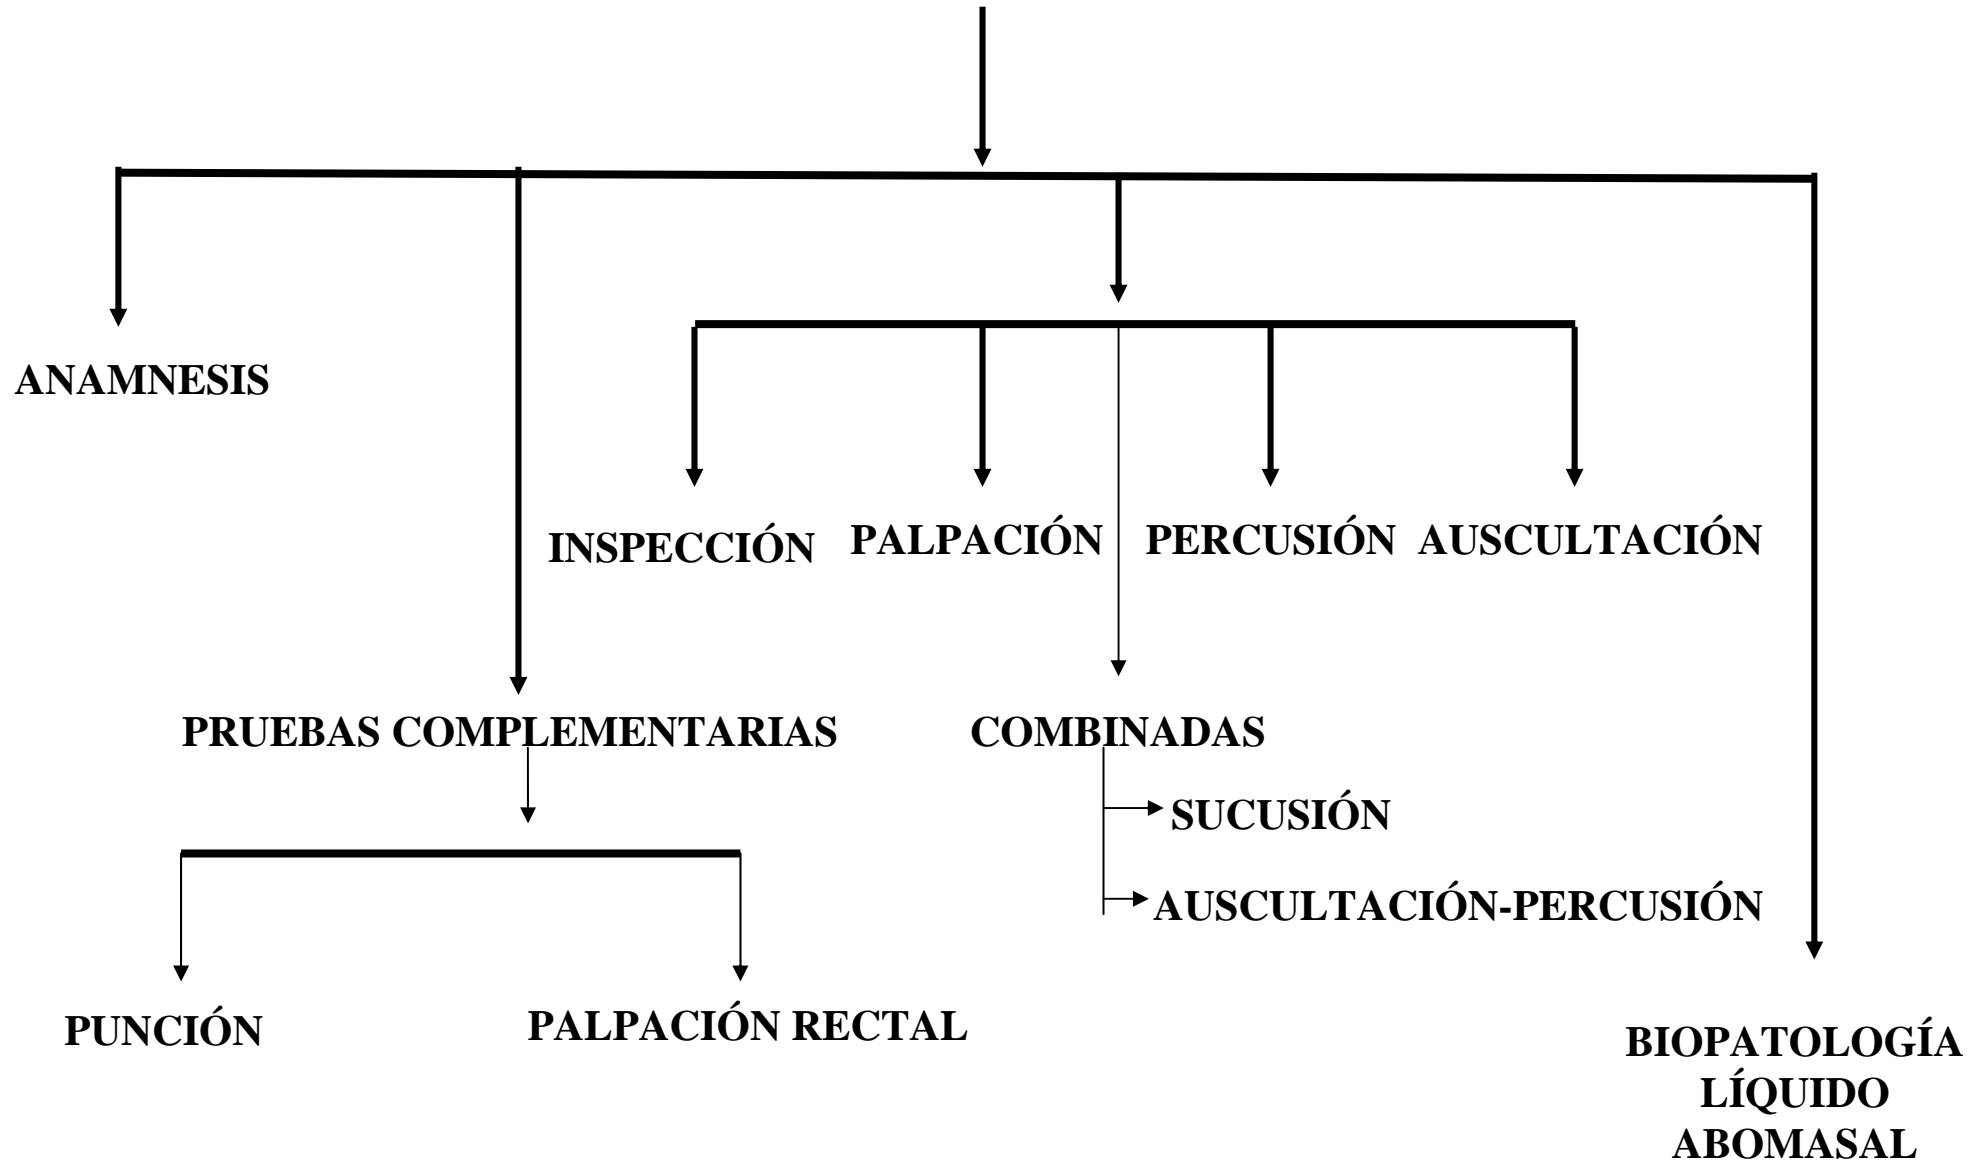 ANAMNESIS
INSPECCIÓN
PALPACIÓN
PERCUSIÓN
AUSCULTACIÓN
PRUEBAS COMPLEMENTARIAS
COMBINADAS
SUCUSIÓN
AUSCULTACIÓN-PERCUSIÓN
PUNCIÓN
PALPACIÓN RECTAL
BIOPATOLOGÍA
LÍQUIDO
ABOMASAL